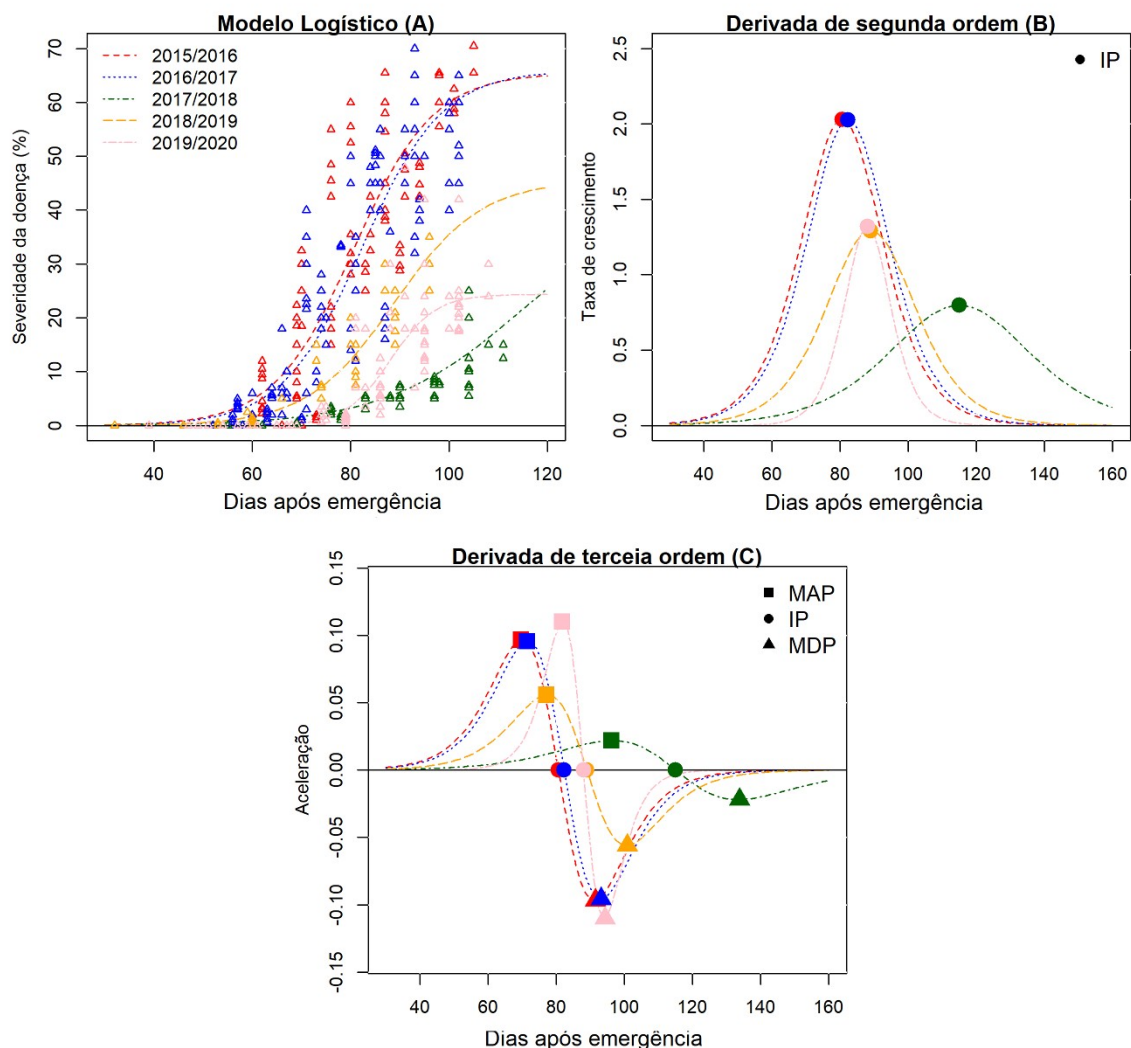 Modelo Logístico (A)
Severidade da doença (%)
70
60
50
40
30
20
10
0
2015/2016
2016/2017
2017/2018
2018/2019
2019/2020
40 60 80 100 120
Dias após emergência
Derivada de segunda ordem (B)
Taxa de crescimento
2.5
2.0
1.5
1.0
0.5
0.0
IP
40 60 80 100 120 140 160
Dias após emergência
Derivada de terceia ordem (C)
Aceleração
0.15
0.10
0.05
0.00
-0.05
-0.10
-0.15
MAP
IP
MDP
40 60 80 100 120 140 160
Dias após emergência